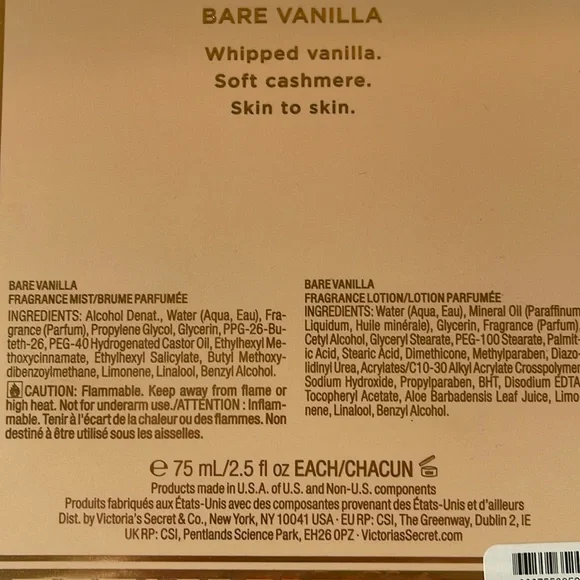 BARE VANILLA
Whipped vanilla.
Soft cashmere.
Skin to skin.
BARE VANILLA
FRAGRANCE MIST/BRUME PARFUMÉE
INGREDIENTS: Alcohol Denat., Water (Aqua, Eau), Fra-
grance (Parfum), Propylene Glycol, Glycerin, PPG-26-Bu-
teth-26, PEG-40 Hydrogenated Castor Oil, Ethylhexyl Me-
thoxycinnamate, Ethylhexyl Salicylate, Butyl Methoxy-
dibenzoylmethane, Limonene, Linalool, Benzyl Alcohol.
CAUTION: Flammable. Keep away from flame or
high heat. Not for underarm use./ATTENTION : Inflam-
mable. Tenir à l'écart de la chaleur ou des flammes. Non
destiné à être utilisé sous les aisselles.
BARE VANILLA
FRAGRANCE LOTION/LOTION PARFUMÉE
INGREDIENTS: Water (Aqua, Eau), Mineral Oil (Paraffinum
Liquidum, Huile minérale), Glycerin, Fragrance (Parfum),
Cetyl Alcohol, Glyceryl Stearate, PEG-100 Stearate, Palmit-
ic Acid, Stearic Acid, Dimethicone, Methylparaben, Diazo-
lidinyl Urea, Acrylates/C10-30 Alkyl Acrylate Crosspolymer,
Sodium Hydroxide, Propylparaben, BHT, Disodium EDTA,
Tocopheryl Acetate, Aloe Barbadensis Leaf Juice, Limo-
nene, Linalool, Benzyl Alcohol.
℮ 75 mL/2.5 fl oz EACH/CHACUN
Products made in U.S.A. of U.S. and Non-U.S. components
Produits fabriqués aux États-Unis avec des composantes provenant des États-Unis et d'ailleurs
Dist. by Victoria's Secret & Co., New York, NY 10041 USA · EU RP: CSI, The Greenway, Dublin 2, IE
UK RP: CSI, Pentlands Science Park, EH26 0PZ · VictoriasSecret.com